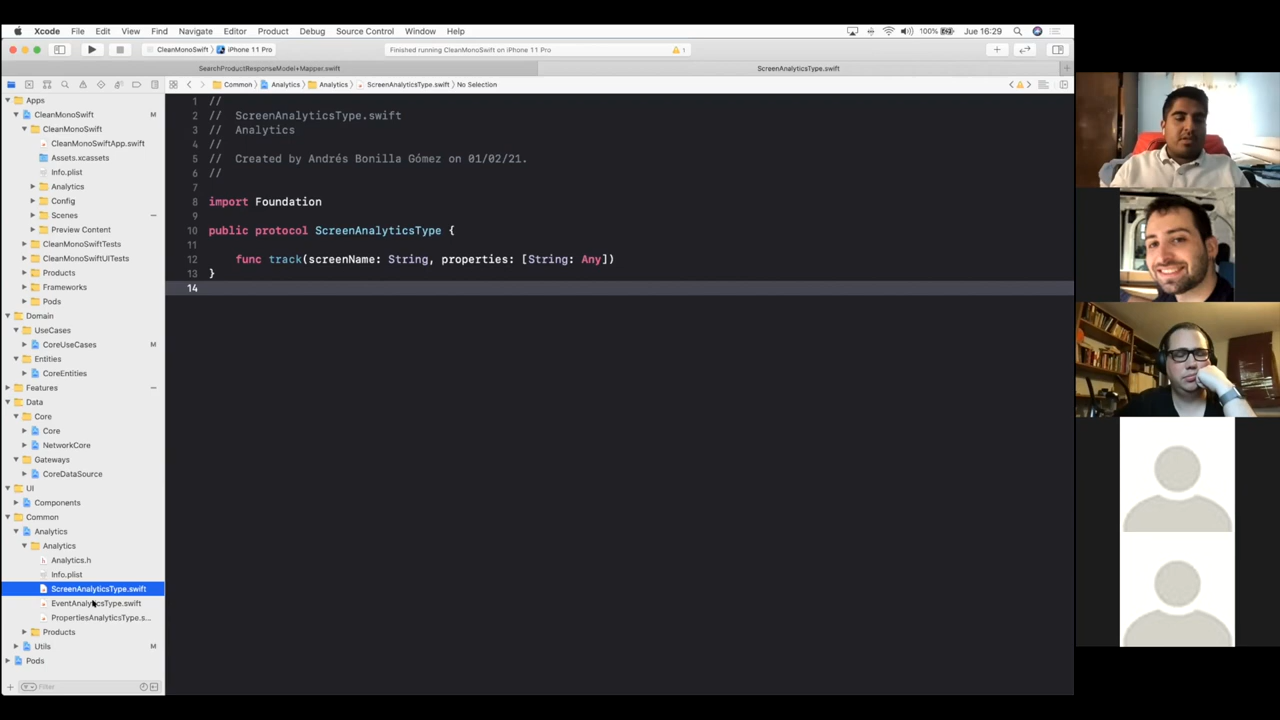 Xcode File Edit View Find Navigate Editor Product Debug Source Control Window Help 100% Jue 16:29
CleanMonoSwift iPhone 11 Pro Finished running CleanMonoSwift on iPhone 11 Pro 1
SearchProductResponseModel+Mapper.swift ScreenAnalyticsType.swift
Common Analytics Analytics ScreenAnalyticsType.swift No Selection
Apps
CleanMonoSwift M
CleanMonoSwift
CleanMonoSwiftApp.swift
Assets.xcassets
Info.plist
Analytics
Config
Scenes
Preview Content
CleanMonoSwiftTests
CleanMonoSwiftUITests
Products
Frameworks
Pods
Domain
UseCases
CoreUseCases M
Entities
CoreEntities
Features
Data
Core
Core
NetworkCore
Gateways
CoreDataSource
UI
Components
Common
Analytics
Analytics
Analytics.h
Info.plist
ScreenAnalyticsType.swift
EventAnalyticsType.swift
PropertiesAnalyticsType.s...
Products
Utils M
Pods
Filter
1 //
2 // ScreenAnalyticsType.swift
3 // Analytics
4 //
5 // Created by Andrés Bonilla Gómez on 01/02/21.
6 //
7
8 import Foundation
9
10 public protocol ScreenAnalyticsType {
11
12 func track(screenName: String, properties: [String: Any])
13 }
14